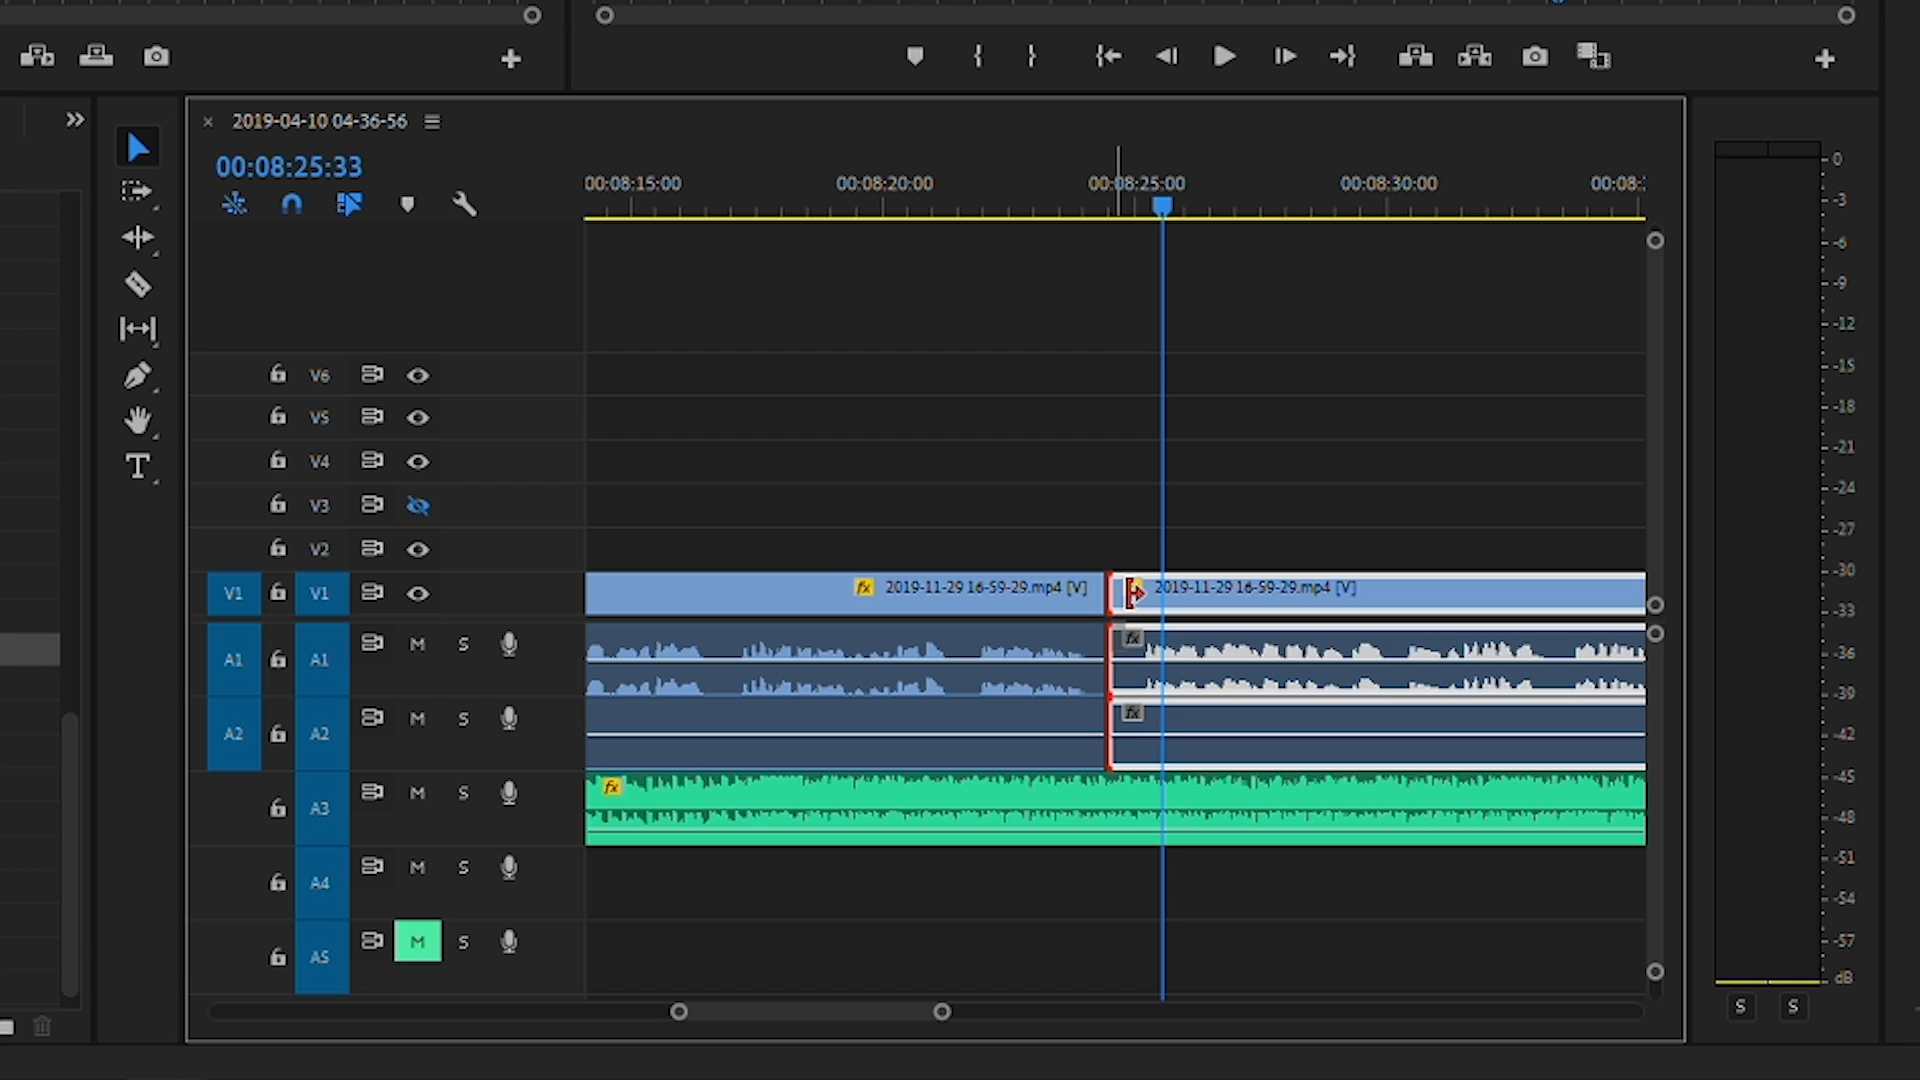 2019-04-10 04-36-56
00:08:25:33
00:08:15:00 00:08:20:00 00:08:25:00 00:08:30:00 00:08:
V6
V5
V4
V3
V2
V1 V1 fx 2019-11-29 16-59-29.mp4 [V] 2019-11-29 16-59-29.mp4 [V]
A1 A1 M S fx
A2 A2 M S fx
A3 M S fx
A4 M S
A5 M S
0
-3
-6
-9
-12
-15
-18
-21
-24
-27
-30
-33
-36
-39
-42
-45
-48
-51
-54
-57
dB
S S